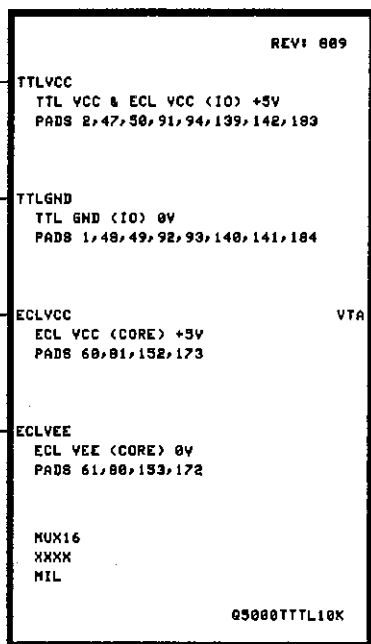 REV: 009
TTLVCC
TTL VCC & ECL VCC (IO) +5V
PADS 2,47,50,91,94,139,142,183
TTLGND
TTL GND (IO) 0V
PADS 1,48,49,92,93,140,141,184
ECLVCC VTA
ECL VCC (CORE) +5V
PADS 60,81,152,173
ECLVEE
ECL VEE (CORE) 0V
PADS 61,80,153,172
MUX16
XXXX
MIL
Q5000TTTL10K